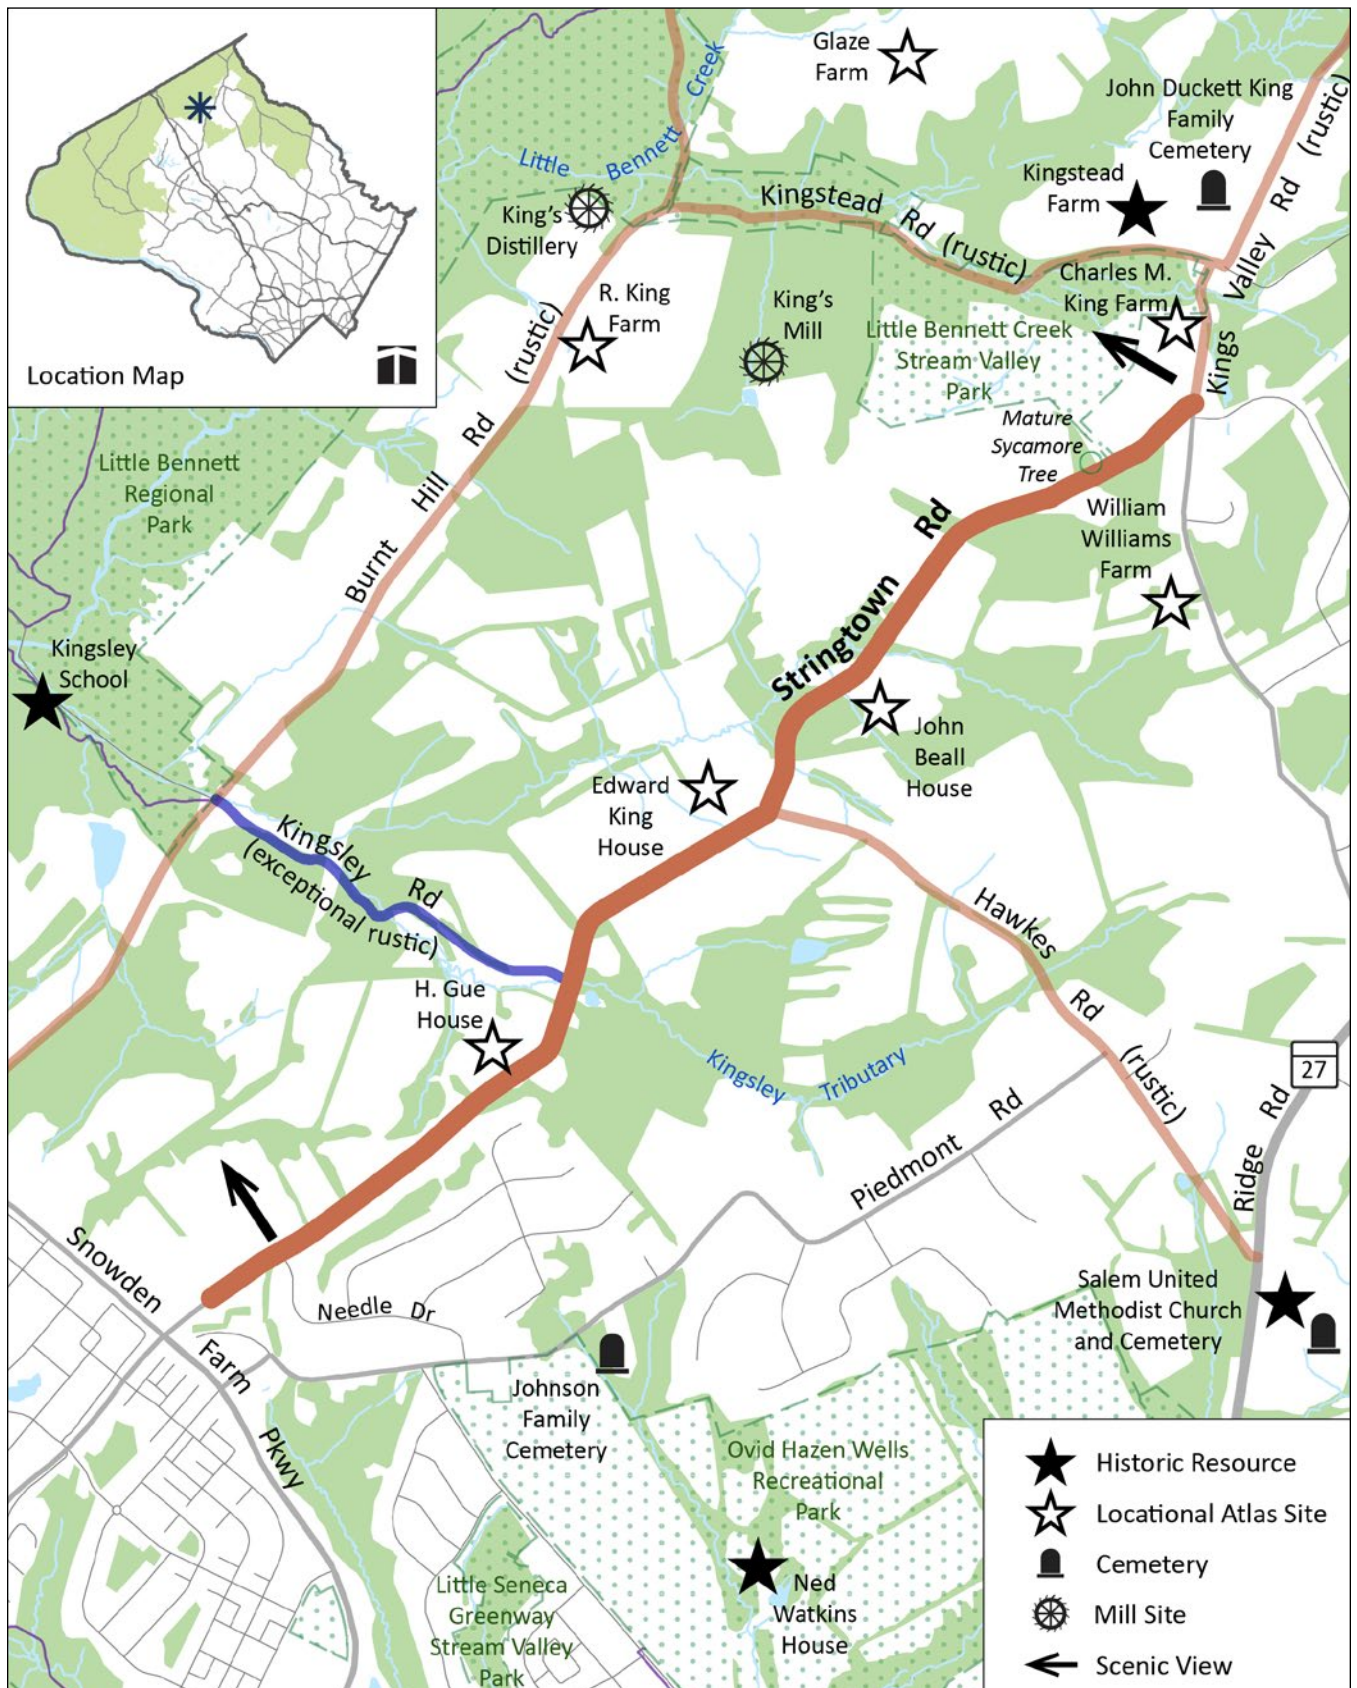 Location Map
Glaze
Farm
John Duckett King
Family
Cemetery
Kingstead
Farm
Little Bennett Creek
King's
Distillery
Kingstead Rd (rustic)
Kings Valley Rd (rustic)
Charles M.
King Farm
R. King
Farm
King's
Mill
Little Bennett Creek
Stream Valley
Park
Mature
Sycamore
Tree
Burnt Hill Rd (rustic)
Little Bennett
Regional
Park
William
Williams
Farm
Stringtown Rd
Kingsley
School
John
Beall
House
Edward
King
House
Kingsley Rd
(exceptional rustic)
Hawkes Rd (rustic)
H. Gue
House
Kingsley Tributary
27
Ridge Rd
Piedmont Rd
Snowden Farm Pkwy
Needle Dr
Salem United
Methodist Church
and Cemetery
Johnson
Family
Cemetery
Ovid Hazen Wells
Recreational
Park
Ned
Watkins
House
Little Seneca
Greenway
Stream Valley
Park
Historic Resource
Locational Atlas Site
Cemetery
Mill Site
Scenic View